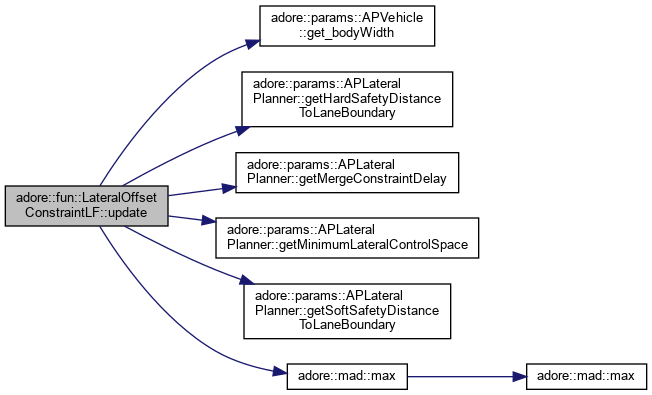 adore::params::APVehicle
::get_bodyWidth
adore::params::APLateral
Planner::getHardSafetyDistance
ToLaneBoundary
adore::params::APLateral
Planner::getMergeConstraintDelay
adore::fun::LateralOffset
ConstraintLF::update
adore::params::APLateral
Planner::getMinimumLateralControlSpace
adore::params::APLateral
Planner::getSoftSafetyDistance
ToLaneBoundary
adore::mad::max
adore::mad::max